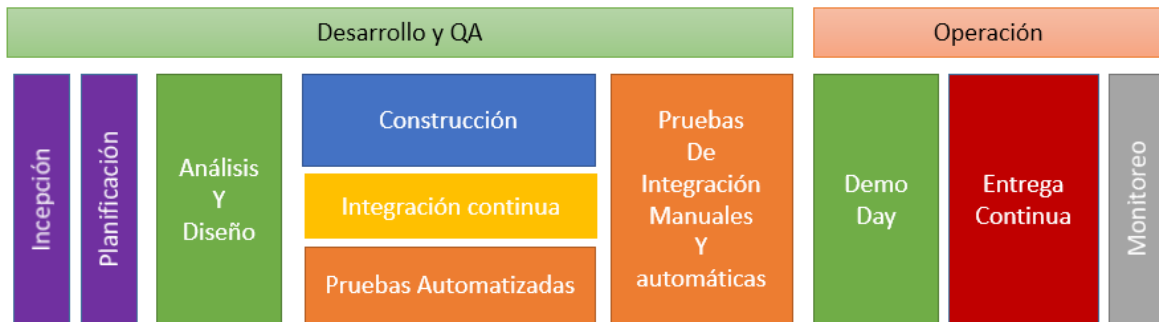 Desarrollo y QA
Operación
Incepción
Planificación
Análisis
Y
Diseño
Construcción
Integración continua
Pruebas Automatizadas
Pruebas
De
Integración
Manuales
Y
automáticas
Demo
Day
Entrega
Continua
Monitoreo